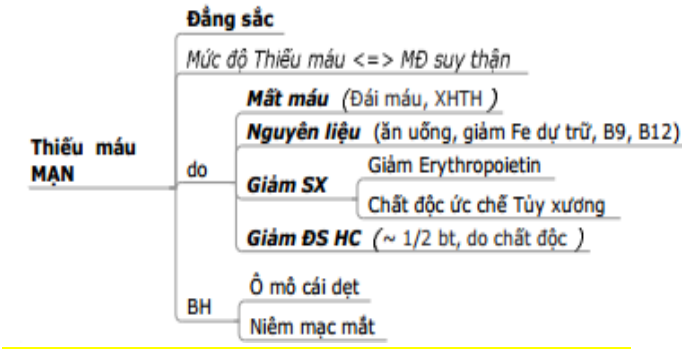 Đẳng sắc
Mức độ Thiếu máu <=> MĐ suy thận
Mất máu (Đái máu, XHTH )
Nguyên liệu (ăn uống, giảm Fe dự trữ, B9, B12)
Thiếu máu
MẠN
do
Giảm Erythropoietin
Giảm SX
Chất độc ức chế Tủy xương
Giảm ĐS HC (~ 1/2 bt, do chất độc )
Ô mô cái dẹt
BH
Niêm mạc mắt